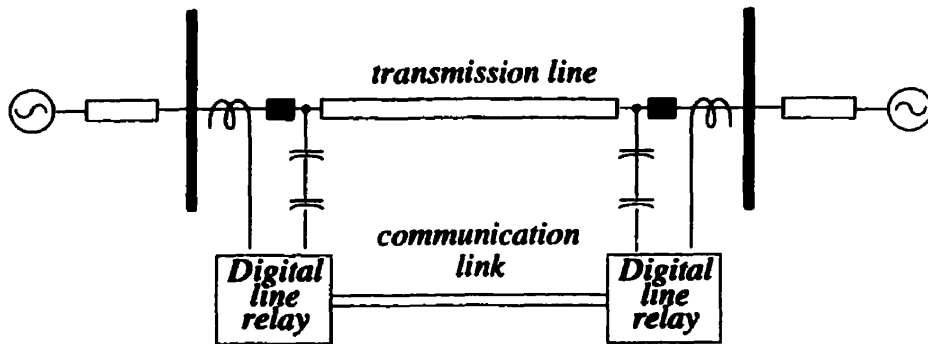 transmission line
communication
link
Digital
line
relay
Digital
line
relay